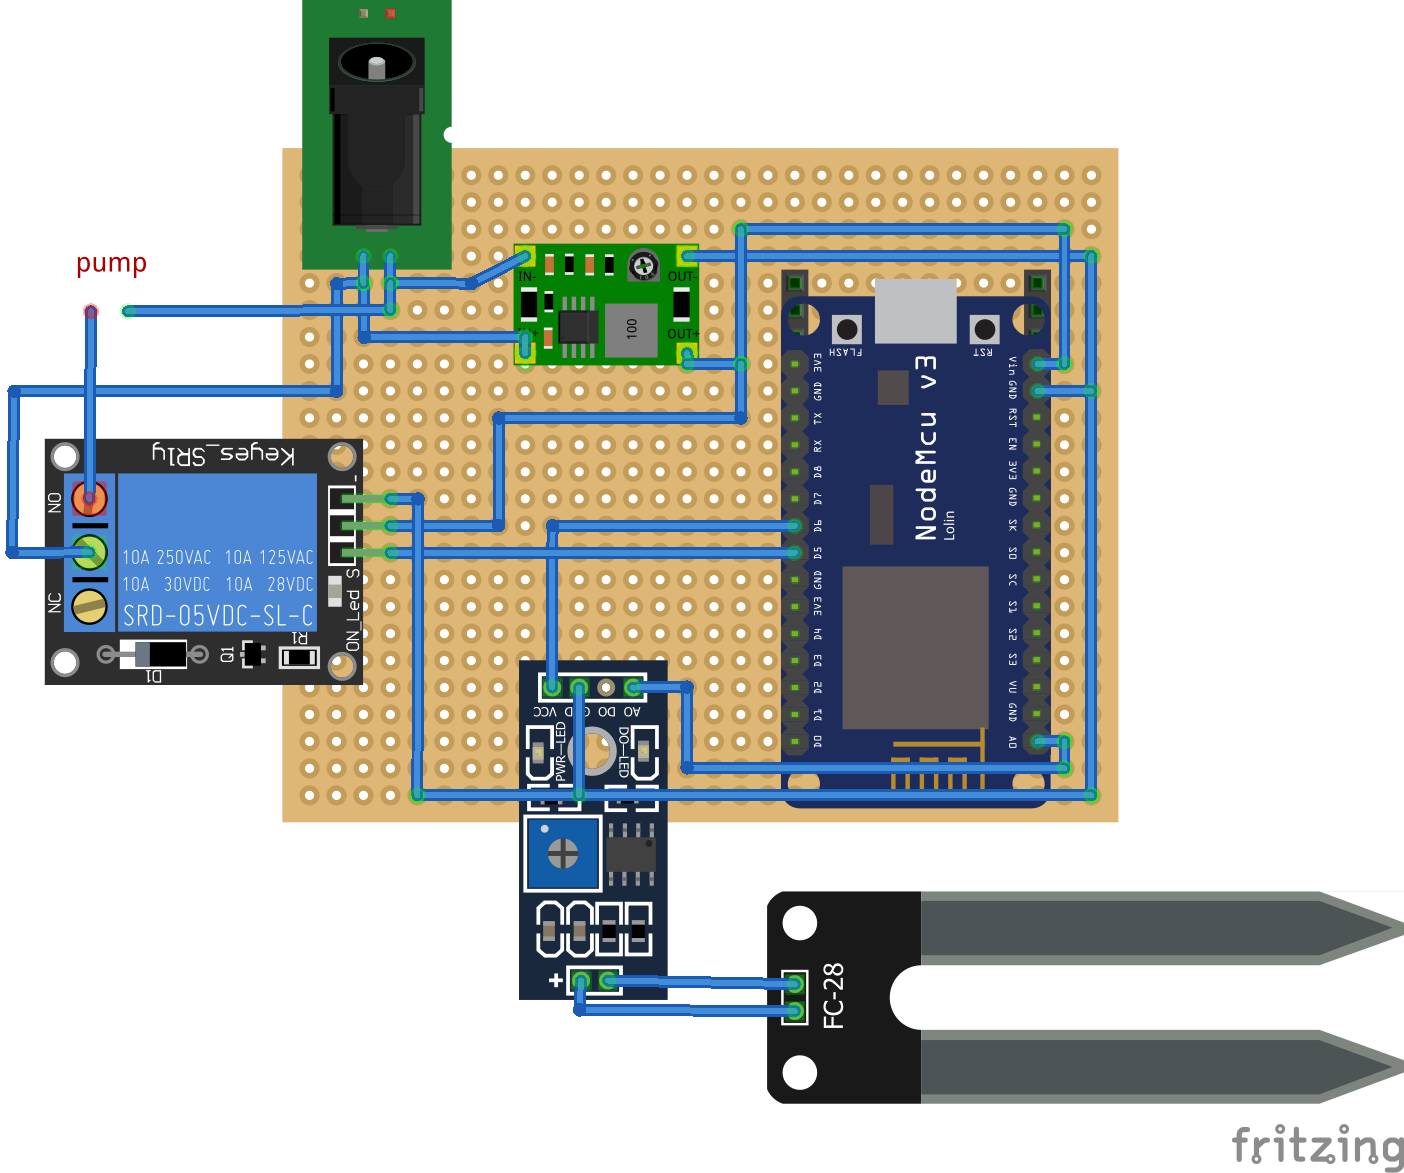 pump
IN-
OUT-
IN+
100
OUT+
FLASH
RST
NodeMcu v3
Lolin
3V3
GND
TX
RX
D8
D7
D6
D5
GND
3V3
D4
D3
D2
D1
D0
Vin
GND
RST
EN
3V3
GND
SK
SO
SC
S1
S2
S3
VU
GND
AO
Keyes_SR1y
NO
NC
-
S
10A 250VAC 10A 125VAC
10A 30VDC 10A 28VDC
SRD-05VDC-SL-C
ON_Led
D1
Q1
R1
VCC
DO
AO
PWR-LED
DO-LED
+
FC-28
fritzing